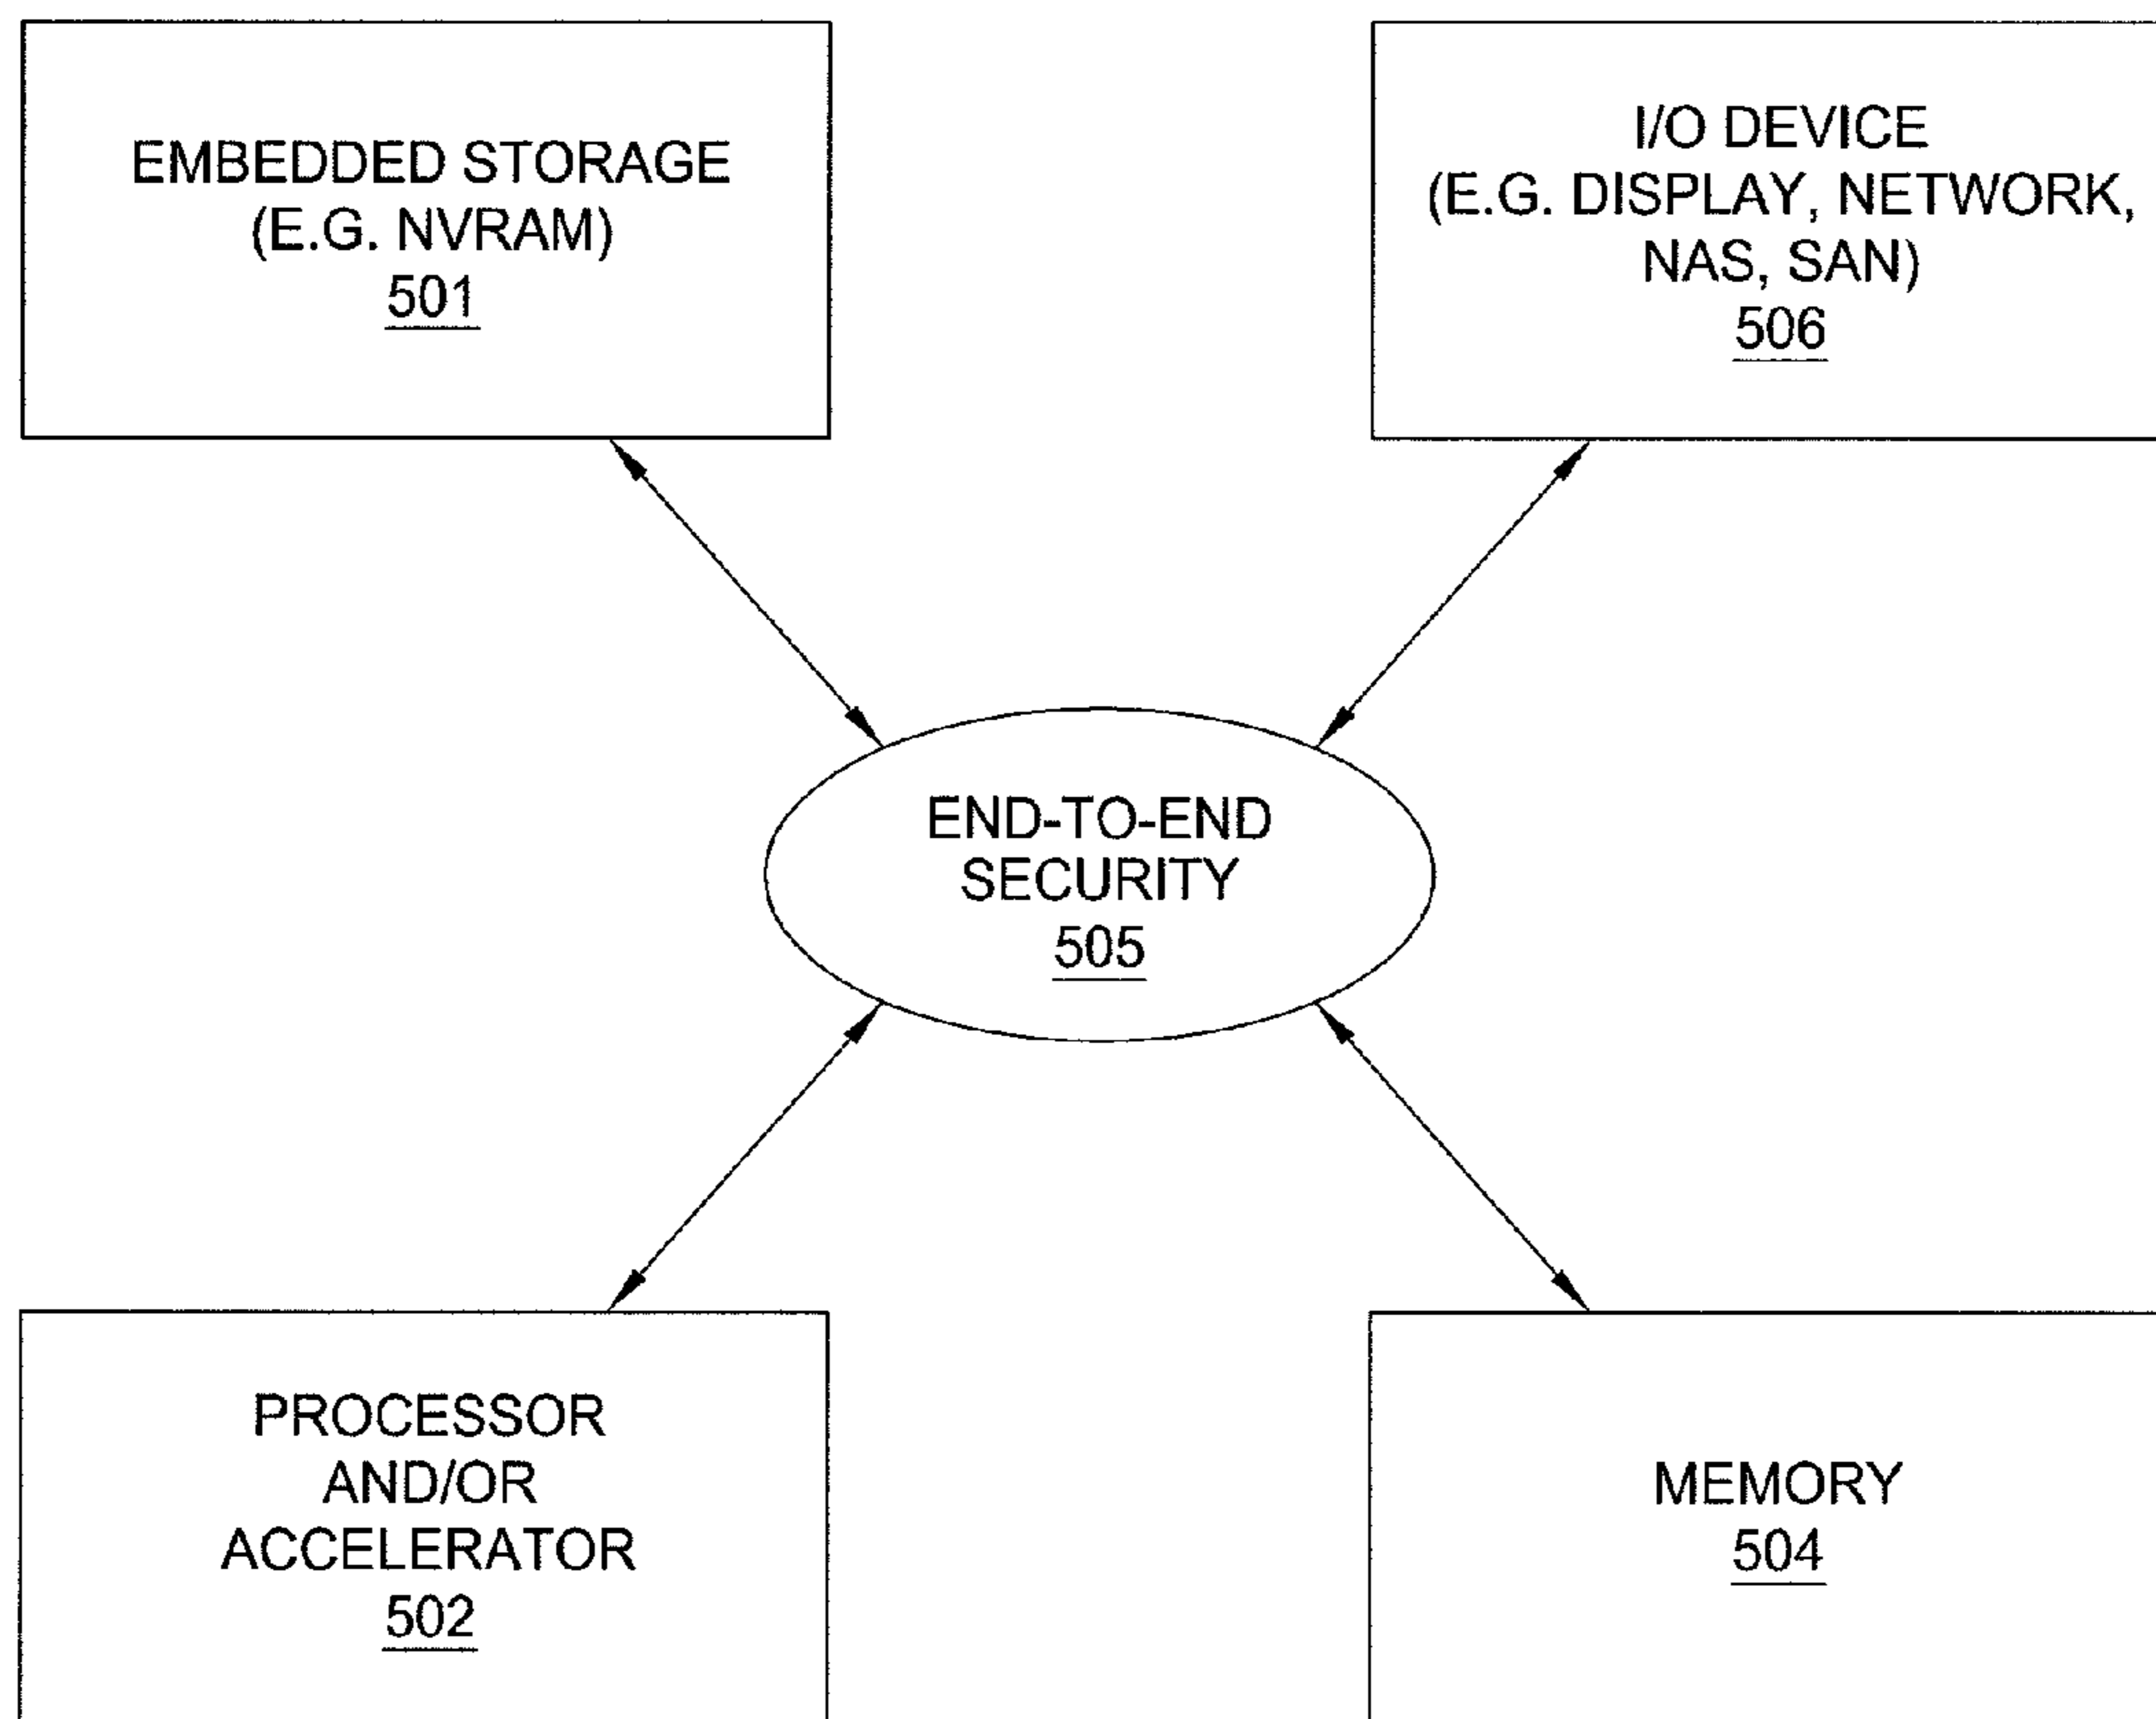 EMBEDDED STORAGE
(E.G. NVRAM)
501
I/O DEVICE
(E.G. DISPLAY, NETWORK,
NAS, SAN)
506
END-TO-END
SECURITY
505
PROCESSOR
AND/OR
ACCELERATOR
502
MEMORY
504